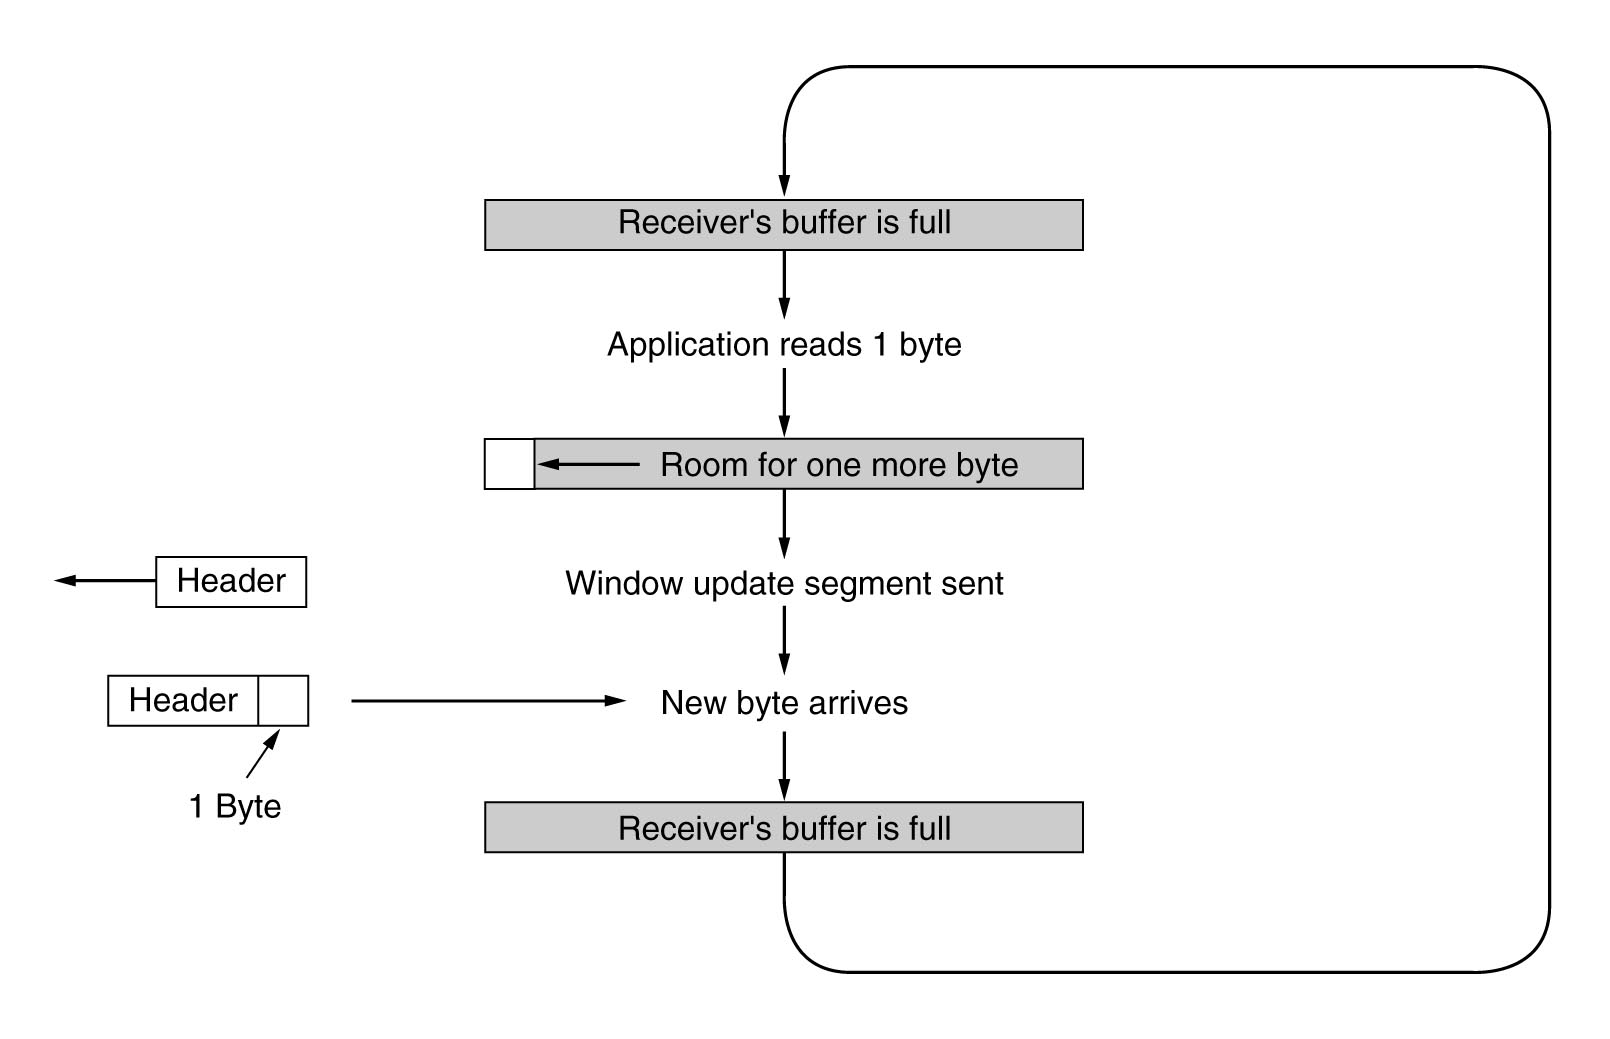 Receiver's buffer is full
Application reads 1 byte
Room for one more byte
Header
Window update segment sent
Header
New byte arrives
1 Byte
Receiver's buffer is full